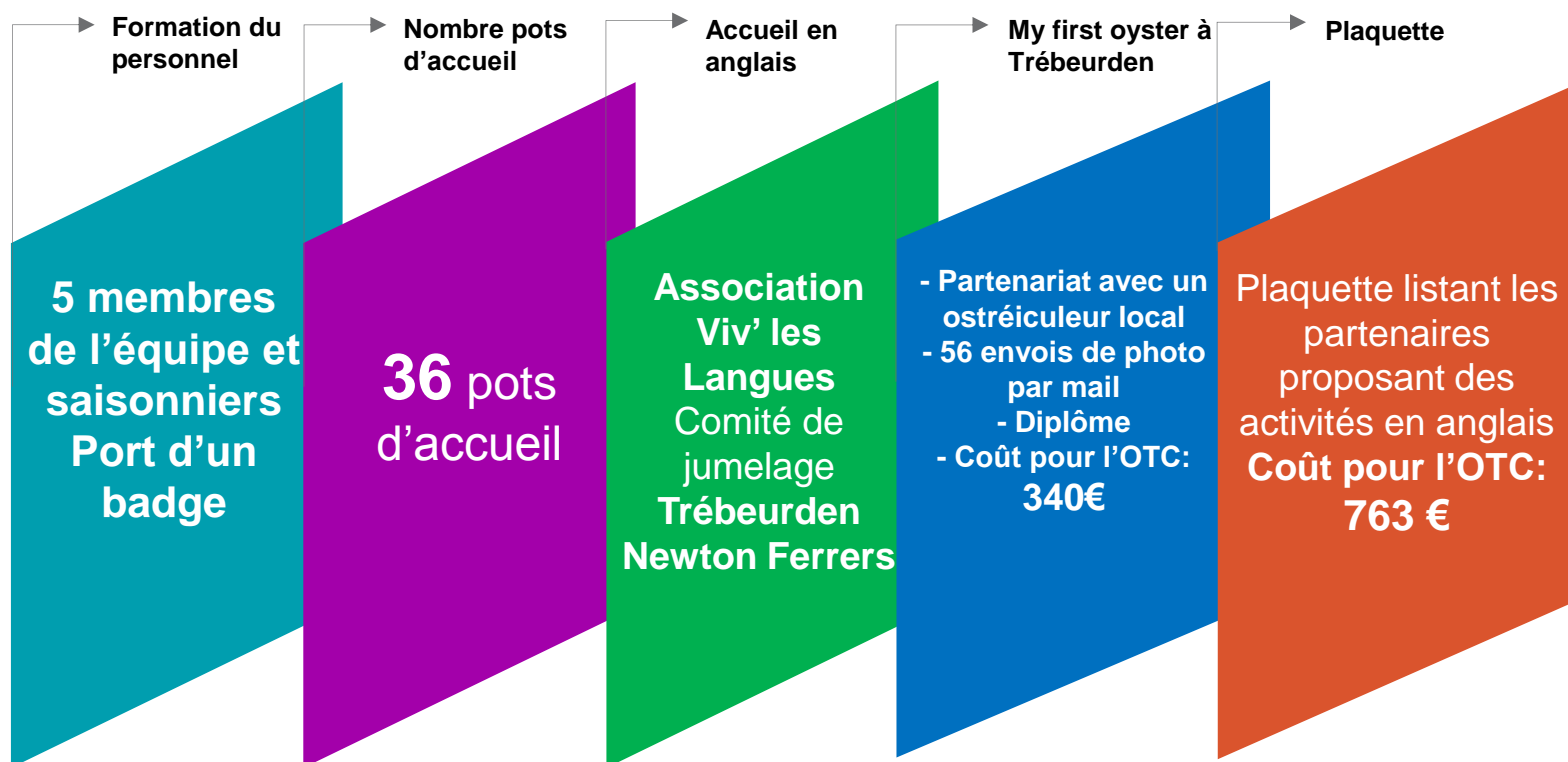 Formation du
personnel
5 membres
de l’équipe et
saisonniers
Port d’un
badge
Nombre pots
d’accueil
36 pots
d’accueil
Accueil en
anglais
Association
Viv’ les
Langues
Comité de
jumelage
Trébeurden
Newton Ferrers
My first oyster à
Trébeurden
- Partenariat avec un
ostréiculeur local
- 56 envois de photo
par mail
- Diplôme
- Coût pour l’OTC:
340€
Plaquette
Plaquette listant les
partenaires
proposant des
activités en anglais
Coût pour l’OTC:
763 €